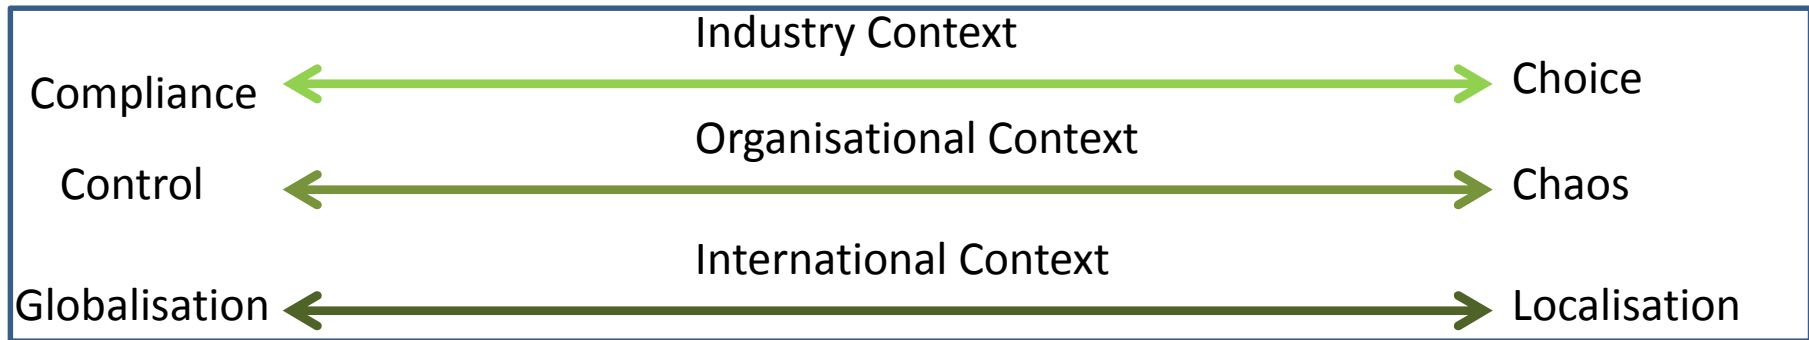 Industry Context
Compliance
Choice
Organisational Context
Control
Chaos
International Context
Globalisation
Localisation